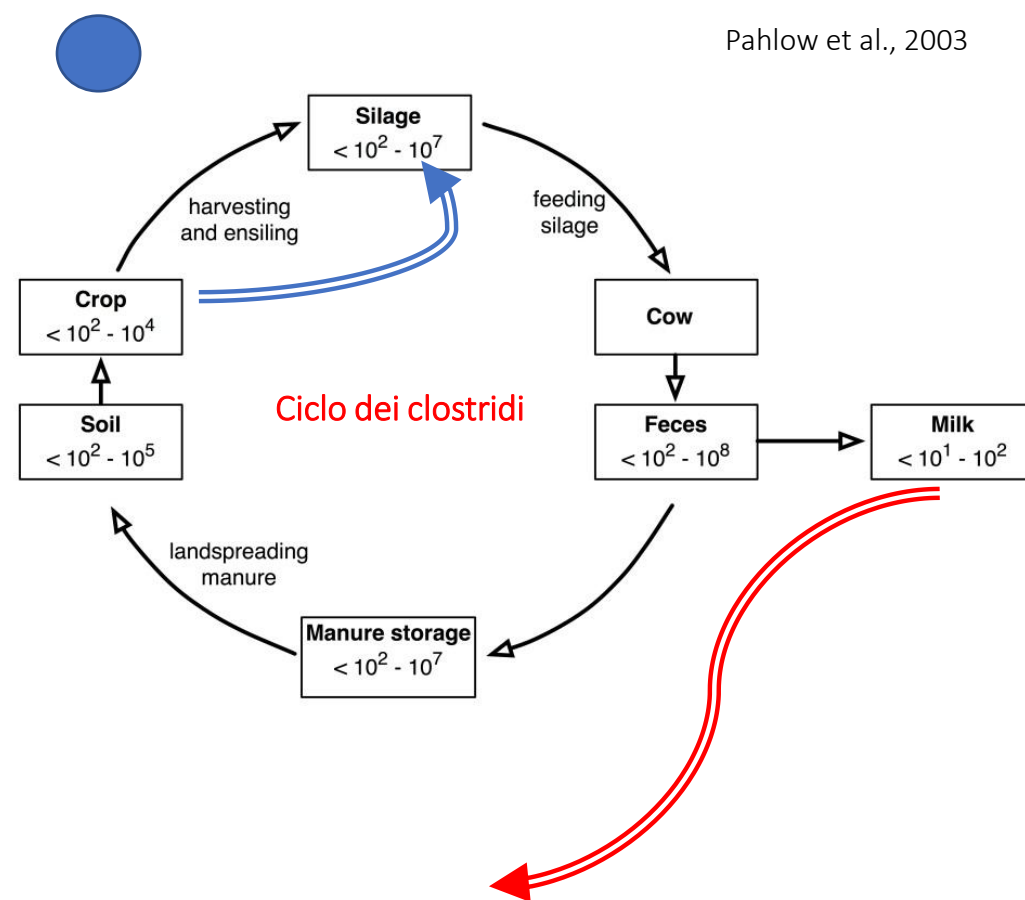 Pahlow et al., 2003
Silage
< 10² - 10⁷
harvesting
and ensiling
feeding
silage
Crop
< 10² - 10⁴
Cow
Ciclo dei clostridi
Soil
< 10² - 10⁵
Feces
< 10² - 10⁸
Milk
< 10¹ - 10²
landspreading
manure
Manure storage
< 10² - 10⁷